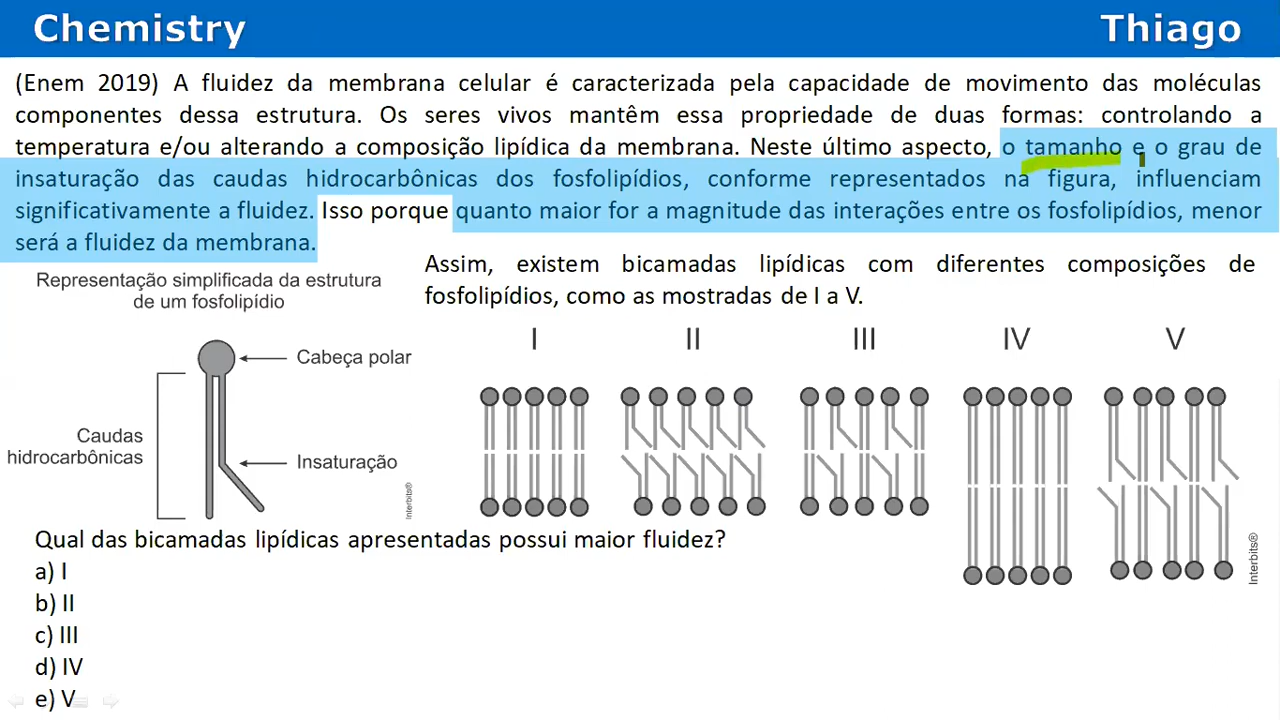 Chemistry
Thiago
(Enem 2019) A fluidez da membrana celular é caracterizada pela capacidade de movimento das moléculas
componentes dessa estrutura. Os seres vivos mantêm essa propriedade de duas formas: controlando a
temperatura e/ou alterando a composição lipídica da membrana. Neste último aspecto, o tamanho e o grau de
insaturação das caudas hidrocarbônicas dos fosfolipídios, conforme representados na figura, influenciam
significativamente a fluidez. Isso porque quanto maior for a magnitude das interações entre os fosfolipídios, menor
será a fluidez da membrana.
Representação simplificada da estrutura
de um fosfolipídio
Cabeça polar
Caudas
hidrocarbônicas
Insaturação
Interbits®
Assim, existem bicamadas lipídicas com diferentes composições de
fosfolipídios, como as mostradas de I a V.
I
II
III
IV
V
Interbits®
Qual das bicamadas lipídicas apresentadas possui maior fluidez?
a) I
b) II
c) III
d) IV
e) V